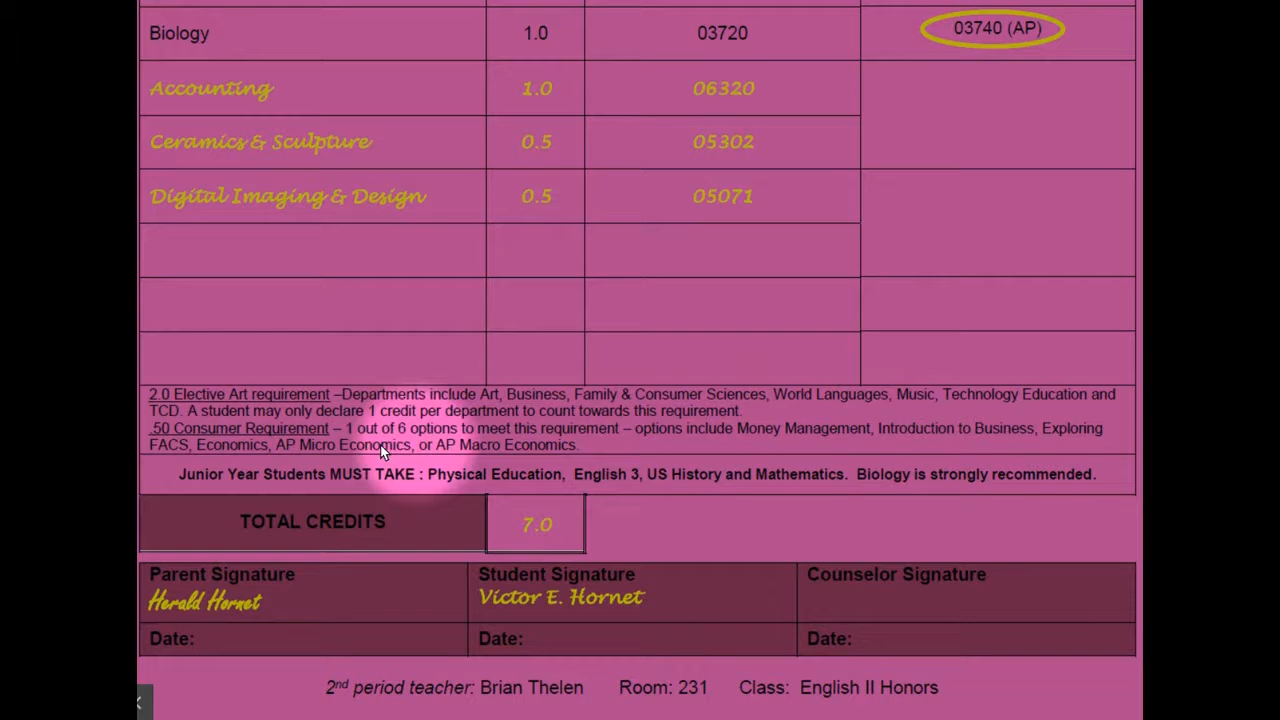 Biology 1.0 03720 03740 (AP)
Accounting 1.0 06320
Ceramics & Sculpture 0.5 05302
Digital Imaging & Design 0.5 05071
2.0 Elective Art requirement –Departments include Art, Business, Family & Consumer Sciences, World Languages, Music, Technology Education and
TCD. A student may only declare 1 credit per department to count towards this requirement.
.50 Consumer Requirement – 1 out of 6 options to meet this requirement – options include Money Management, Introduction to Business, Exploring
FACS, Economics, AP Micro Economics, or AP Macro Economics.
Junior Year Students MUST TAKE : Physical Education, English 3, US History and Mathematics. Biology is strongly recommended.
TOTAL CREDITS 7.0
Parent Signature Student Signature Counselor Signature
Herald Hornet Victor E. Hornet
Date: Date: Date:
2nd period teacher: Brian Thelen Room: 231 Class: English II Honors